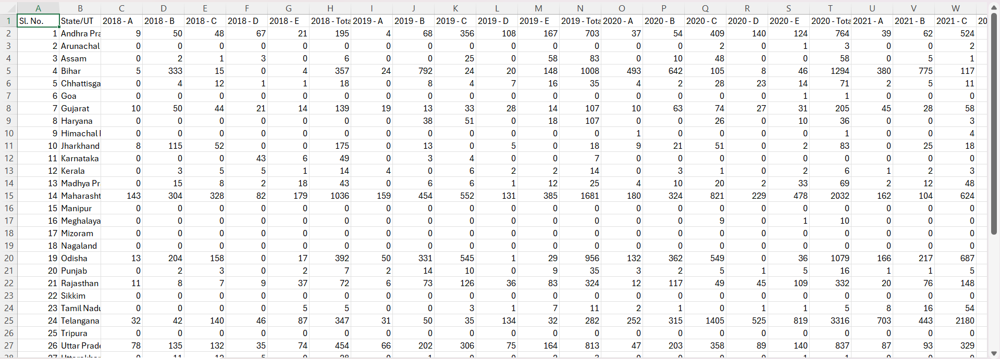 A B C D E F G H I J K L M N O P Q R S T U V W
1 Sl. No. State/UT 2018 - A 2018 - B 2018 - C 2018 - D 2018 - E 2018 - Tota 2019 - A 2019 - B 2019 - C 2019 - D 2019 - E 2019 - Tota 2020 - A 2020 - B 2020 - C 2020 - D 2020 - E 2020 - Tota 2021 - A 2021 - B 2021 - C 20
2 1 Andhra Pra 9 50 48 67 21 195 4 68 356 108 167 703 37 54 409 140 124 764 39 62 524
3 2 Arunachal 0 0 0 0 0 0 0 0 0 0 0 0 0 0 2 0 1 3 0 0 2
4 3 Assam 0 2 1 3 0 6 0 0 25 0 58 83 0 10 48 0 0 58 0 5 1
5 4 Bihar 5 333 15 0 4 357 24 792 24 20 148 1008 493 642 105 8 46 1294 380 775 117
6 5 Chhattisga 0 4 12 1 1 18 0 8 4 7 16 35 4 2 28 23 14 71 2 5 11
7 6 Goa 0 0 0 0 0 0 0 0 0 0 0 0 0 0 0 0 1 1 0 0 0
8 7 Gujarat 10 50 44 21 14 139 19 13 33 28 14 107 10 63 74 27 31 205 45 28 58
9 8 Haryana 0 0 0 0 0 0 0 38 51 0 18 107 0 0 26 0 10 36 0 0 3
10 9 Himachal 0 0 0 0 0 0 0 0 0 0 0 0 1 0 0 0 0 1 0 0 4
11 10 Jharkhand 8 115 52 0 0 175 0 13 0 5 0 18 9 21 51 0 2 83 0 25 18
12 11 Karnataka 0 0 0 43 6 49 0 3 4 0 0 7 0 0 0 0 0 0 0 0 0
13 12 Kerala 0 3 5 5 1 14 4 0 6 2 2 14 0 3 1 0 2 6 1 2 3
14 13 Madhya Pr 0 15 8 2 18 43 0 6 6 1 12 25 4 10 20 2 33 69 2 12 48
15 14 Maharasht 143 304 328 82 179 1036 159 454 552 131 385 1681 180 324 821 229 478 2032 162 104 624
16 15 Manipur 0 0 0 0 0 0 0 0 0 0 0 0 0 0 0 0 0 0 0 0 0
17 16 Meghalaya 0 0 0 0 0 0 0 0 0 0 0 0 0 0 9 0 1 10 0 0 0
18 17 Mizoram 0 0 0 0 0 0 0 0 0 0 0 0 0 0 0 0 0 0 0 0 0
19 18 Nagaland 0 0 0 0 0 0 0 0 0 0 0 0 0 0 0 0 0 0 0 0 0
20 19 Odisha 13 204 158 0 17 392 50 331 545 1 29 956 132 362 549 0 36 1079 166 217 687
21 20 Punjab 0 2 3 0 2 7 2 14 10 0 9 35 3 2 5 1 5 16 1 1 5
22 21 Rajasthan 11 8 7 9 37 72 6 73 126 36 83 324 12 117 49 45 109 332 20 76 148
23 22 Sikkim 0 0 0 0 0 0 0 0 0 0 0 0 0 0 0 0 0 0 0 0 0
24 23 Tamil Nadu 0 0 0 0 5 5 0 0 3 1 7 11 2 1 0 1 1 5 8 16 54
25 24 Telangana 32 42 140 46 87 347 31 50 35 134 32 282 252 315 1405 525 819 3316 703 443 2180
26 25 Tripura 0 0 0 0 0 0 0 0 0 0 0 0 0 0 0 0 0 0 0 0 0
27 26 Uttar Prade 78 135 132 35 74 454 66 202 306 75 164 813 47 203 358 89 140 837 87 93 329